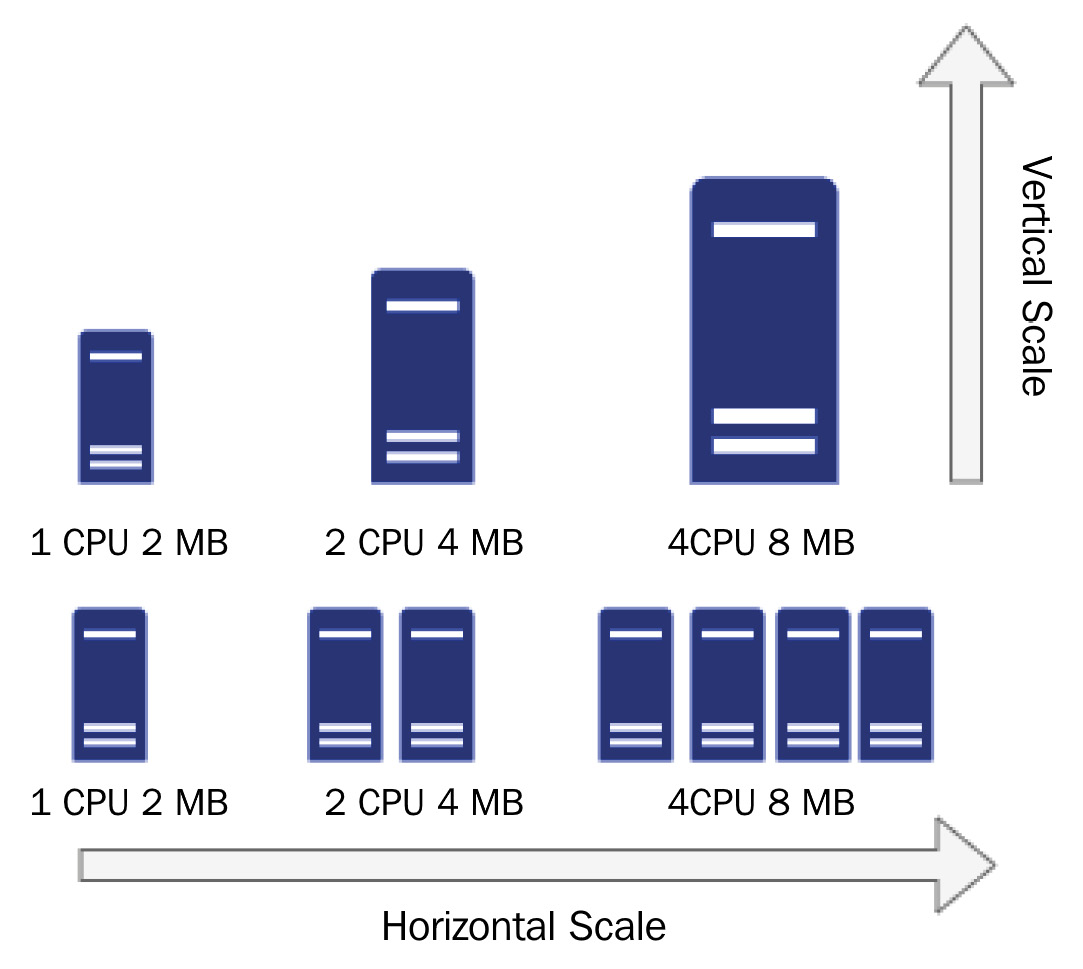 Vertical Scale
1 CPU 2 MB
2 CPU 4 MB
4CPU 8 MB
1 CPU 2 MB
2 CPU 4 MB
4CPU 8 MB
Horizontal Scale